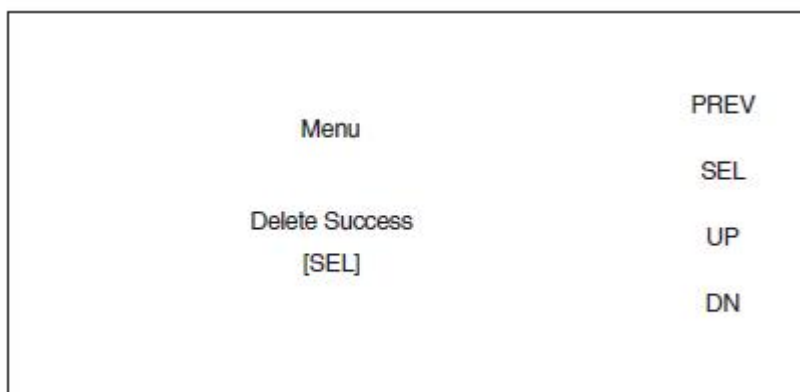 Menu
Delete Success
[SEL]
PREV
SEL
UP
DN